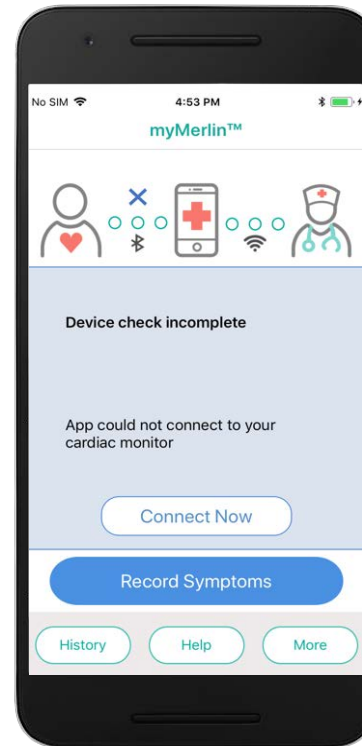 No SIM 4:53 PM
myMerlin™
Device check incomplete
App could not connect to your
cardiac monitor
Connect Now
Record Symptoms
History Help More